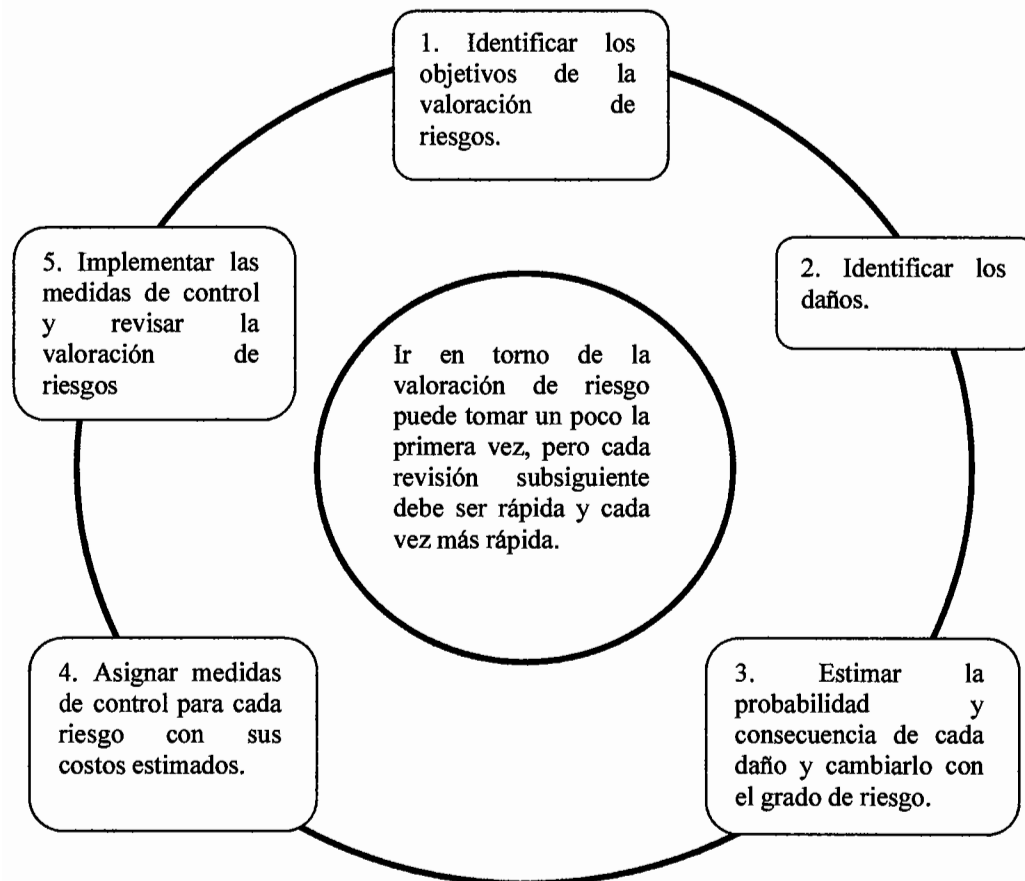 1. Identificar los
objetivos de la
valoración de
riesgos.
2. Identificar los
daños.
3. Estimar la
probabilidad y
consecuencia de cada
daño y cambiarlo con
el grado de riesgo.
4. Asignar medidas
de control para cada
riesgo con sus
costos estimados.
5. Implementar las
medidas de control
y revisar la
valoración de
riesgos
Ir en torno de la
valoración de riesgo
puede tomar un poco la
primera vez, pero cada
revisión subsiguiente
debe ser rápida y cada
vez más rápida.